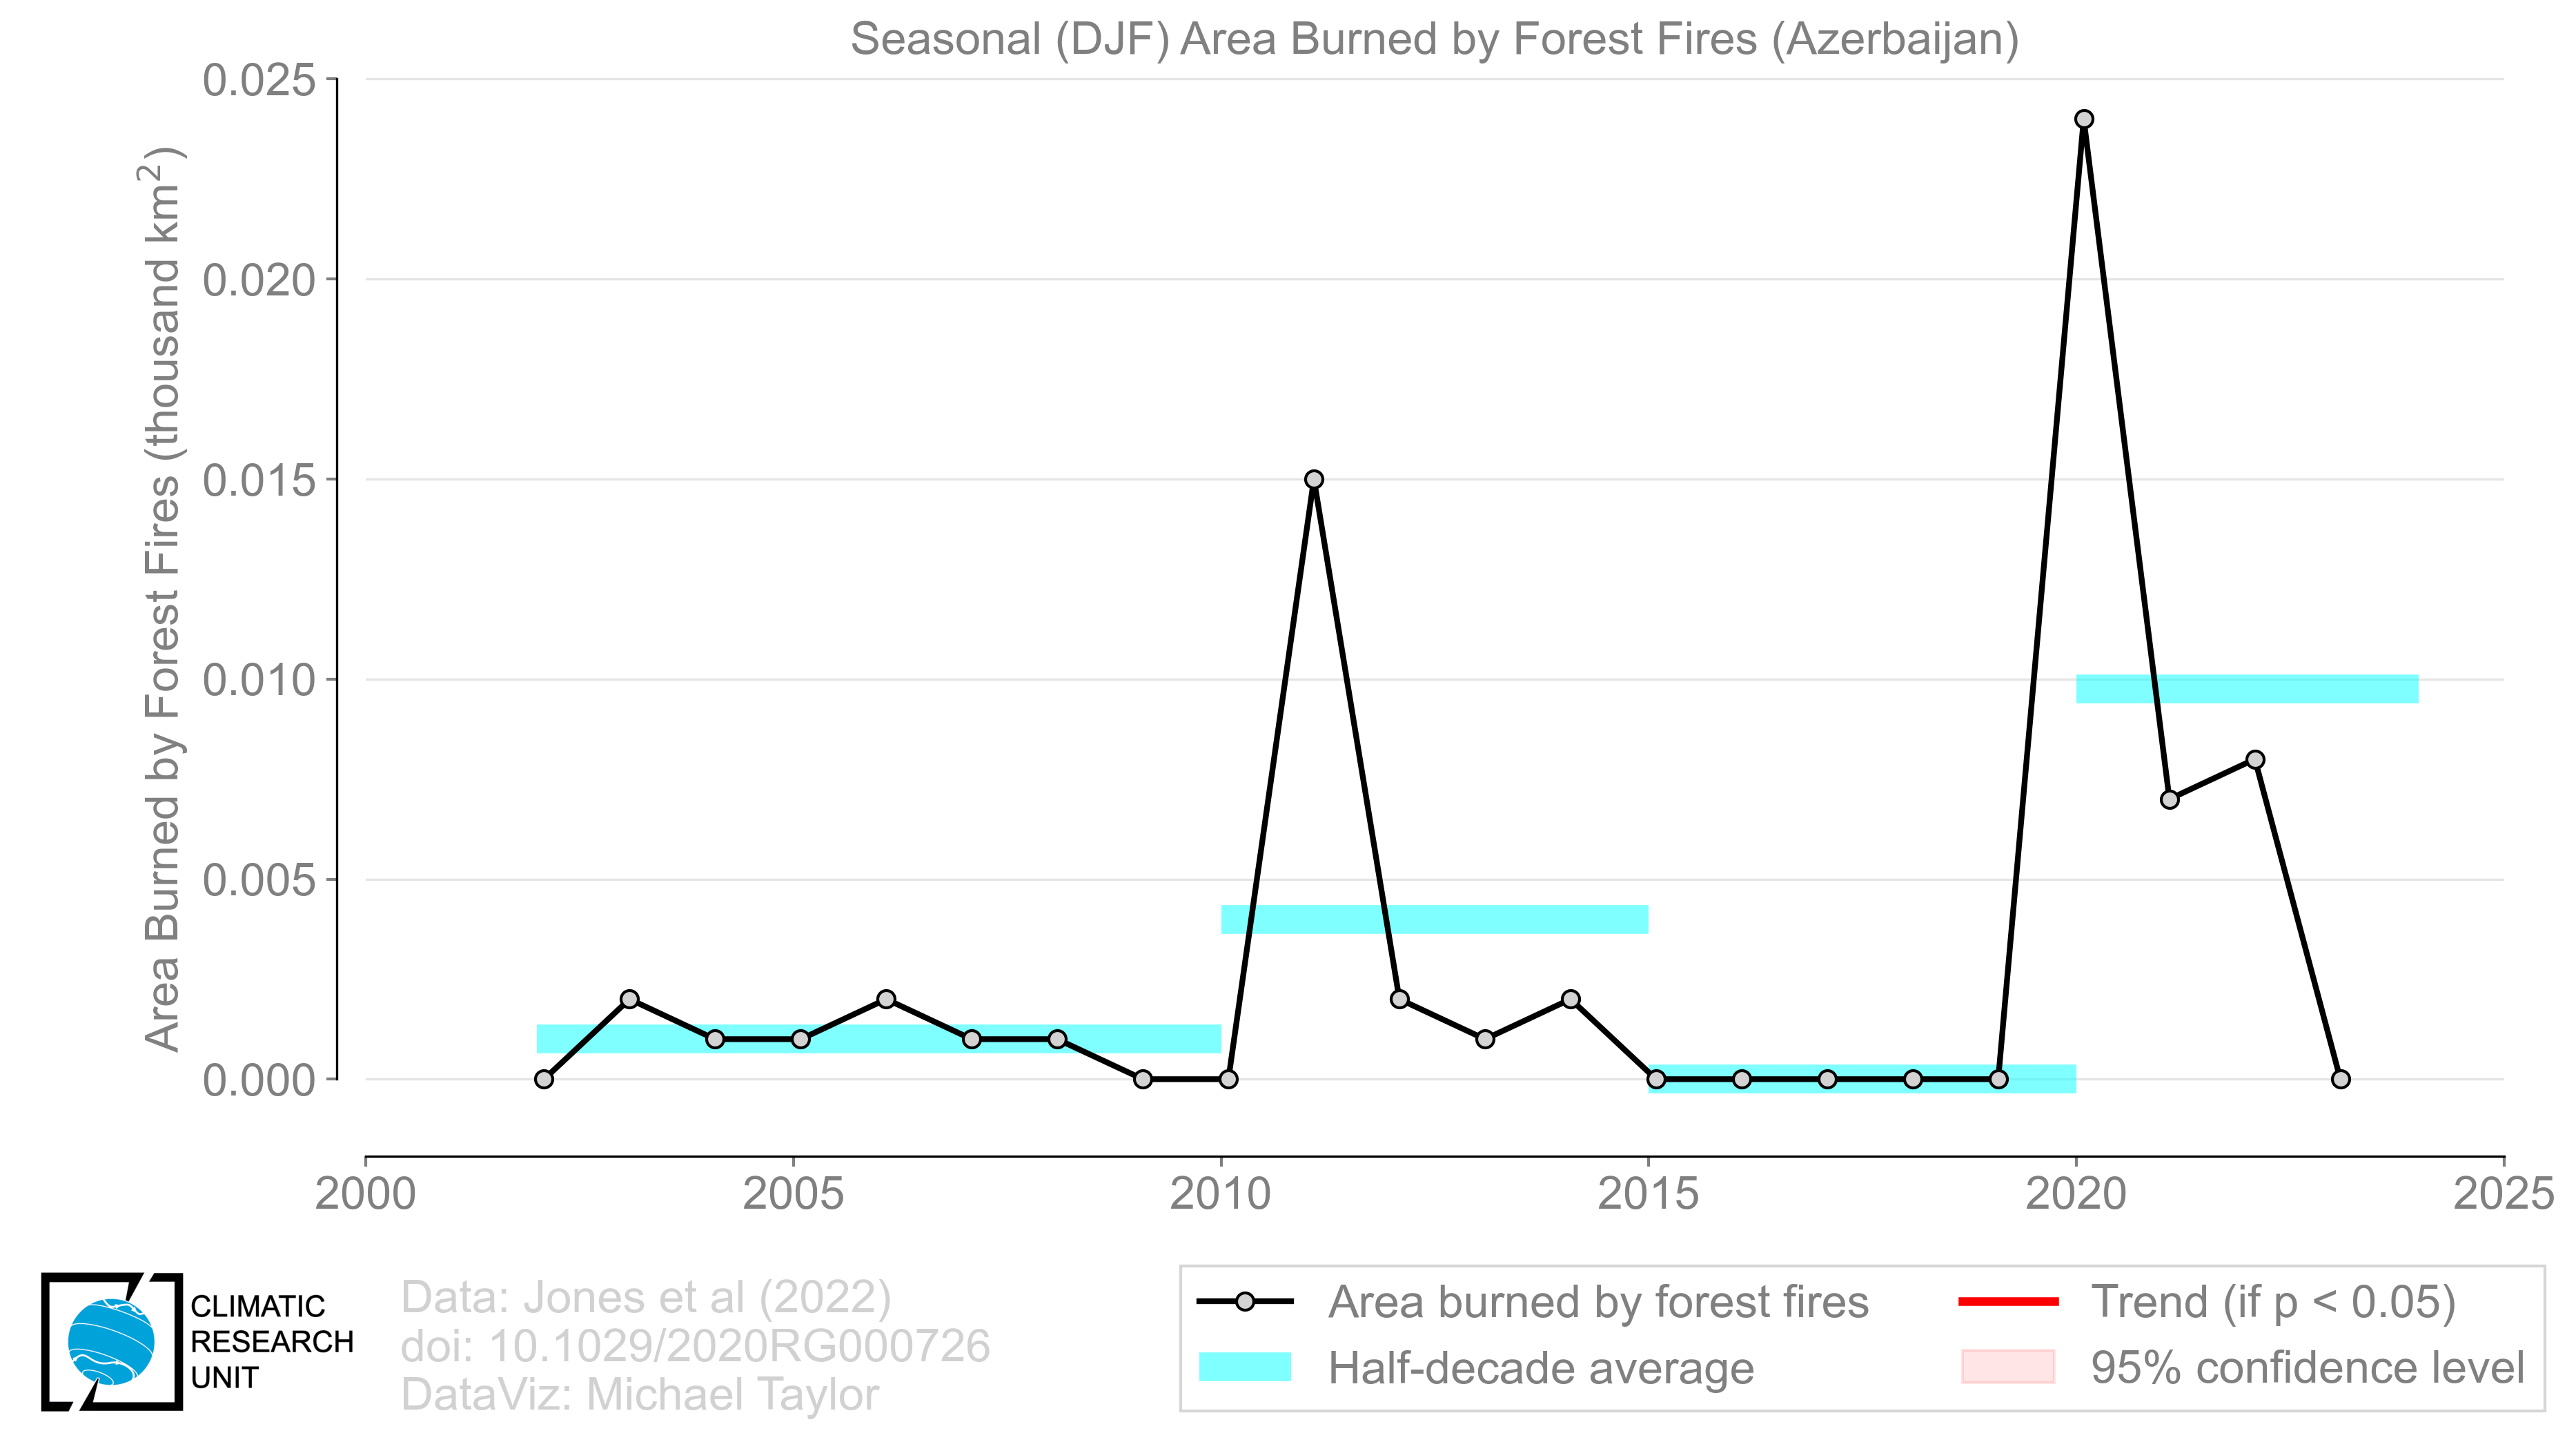 Seasonal (DJF) Area Burned by Forest Fires (Azerbaijan)
Area Burned by Forest Fires (thousand km²)
0.025
0.020
0.015
0.010
0.005
0.000
2000
2005
2010
2015
2020
2025
CLIMATIC
RESEARCH
UNIT
Data: Jones et al (2022)
doi: 10.1029/2020RG000726
DataViz: Michael Taylor
Area burned by forest fires
Half-decade average
Trend (if p < 0.05)
95% confidence level